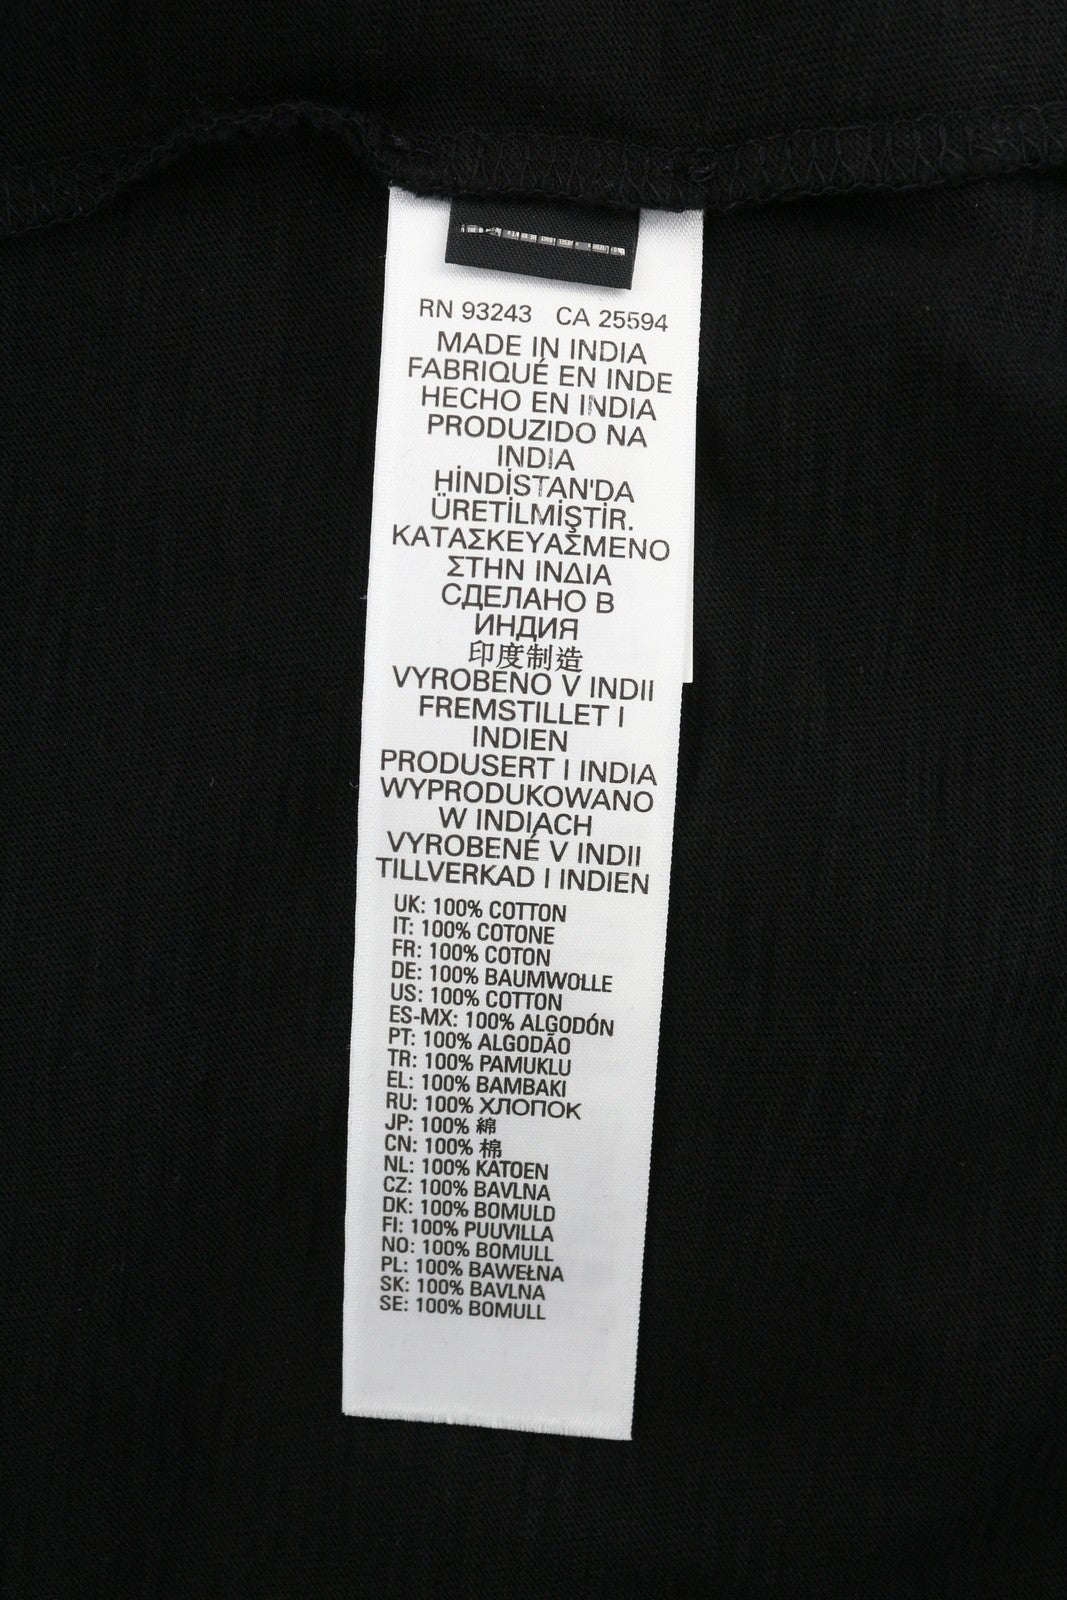 RN 93243 CA 25594
MADE IN INDIA
FABRIQUÉ EN INDE
HECHO EN INDIA
PRODUZIDO NA
INDIA
HİNDİSTAN'DA
ÜRETİLMİŞTİR.
ΚΑΤΑΣΚΕΥΑΣΜΕΝΟ
ΣΤΗΝ ΙΝΔΙΑ
СДЕЛАНО В
ИНДИЯ
印度制造
VYROBENO V INDII
FREMSTILLET I
INDIEN
PRODUSERT I INDIA
WYPRODUKOWANO
W INDIACH
VYROBENÉ V INDII
TILLVERKAD I INDIEN
UK: 100% COTTON
IT: 100% COTONE
FR: 100% COTON
DE: 100% BAUMWOLLE
US: 100% COTTON
ES-MX: 100% ALGODÓN
PT: 100% ALGODÃO
TR: 100% PAMUKLU
EL: 100% BAMBAKI
RU: 100% ХЛОПОК
JP: 100% 綿
CN: 100% 棉
NL: 100% KATOEN
CZ: 100% BAVLNA
DK: 100% BOMULD
FI: 100% PUUVILLA
NO: 100% BOMULL
PL: 100% BAWEŁNA
SK: 100% BAVLNA
SE: 100% BOMULL